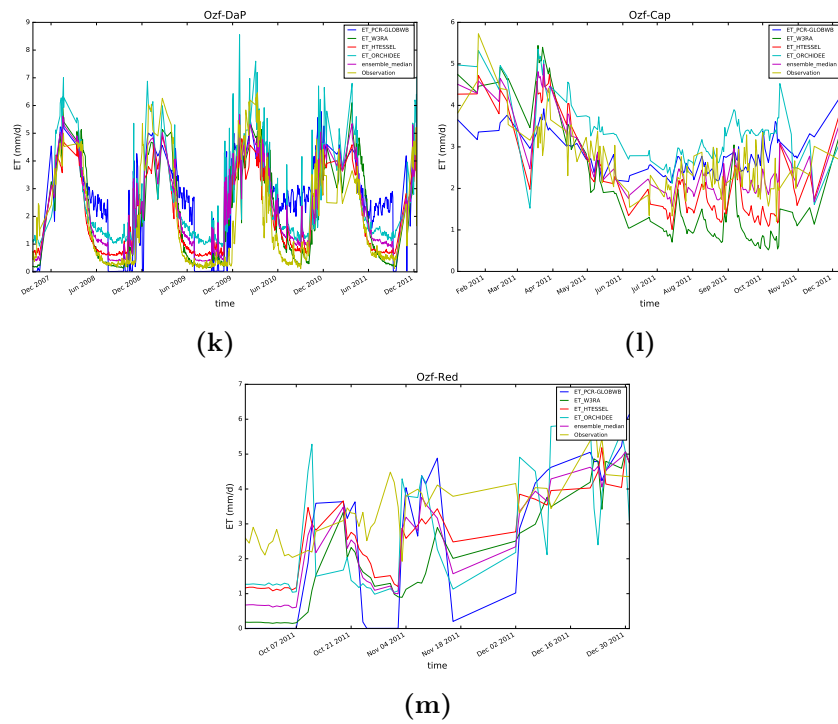 Ozf-DaP
ET (mm/d)
9
8
7
6
5
4
3
2
1
0
ET_PCR-GLOBWB
ET_W3RA
ET_HTESSEL
ET_ORCHIDEE
ensemble_median
Observation
Dec 2007
Jun 2008
Dec 2008
Jun 2009
Dec 2009
Jun 2010
Dec 2010
Jun 2011
Dec 2011
time
(k)
Ozf-Cap
ET (mm/d)
6
5
4
3
2
1
0
ET_PCR-GLOBWB
ET_W3RA
ET_HTESSEL
ET_ORCHIDEE
ensemble_median
Observation
Feb 2011
Mar 2011
Apr 2011
May 2011
Jun 2011
Jul 2011
Aug 2011
Sep 2011
Oct 2011
Nov 2011
Dec 2011
time
(l)
Ozf-Red
ET (mm/d)
7
6
5
4
3
2
1
0
ET_PCR-GLOBWB
ET_W3RA
ET_HTESSEL
ET_ORCHIDEE
ensemble_median
Observation
Oct 07 2011
Oct 21 2011
Nov 04 2011
Nov 18 2011
Dec 02 2011
Dec 16 2011
Dec 30 2011
time
(m)